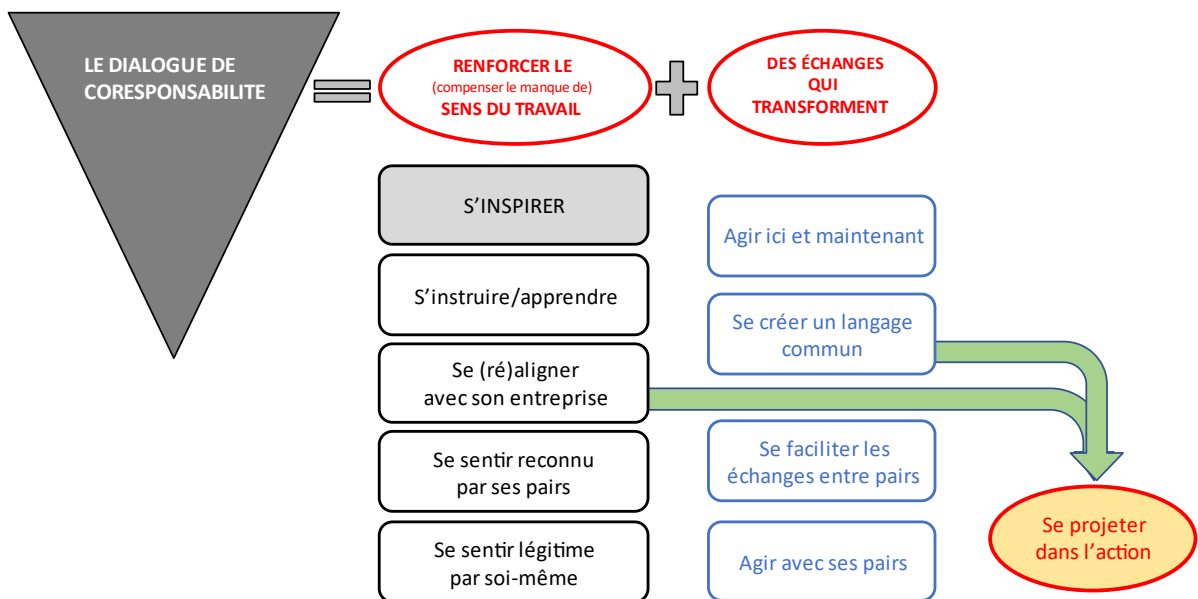 LE DIALOGUE DE
CORESPONSABILITE
RENFORCER LE
(compenser le manque de)
SENS DU TRAVAIL
DES ÉCHANGES
QUI
TRANSFORMENT
S'INSPIRER
S'instruire/apprendre
Se (ré)aligner
avec son entreprise
Se sentir reconnu
par ses pairs
Se sentir légitime
par soi-même
Agir ici et maintenant
Se créer un langage
commun
Se faciliter les
échanges entre pairs
Agir avec ses pairs
Se projeter
dans l'action